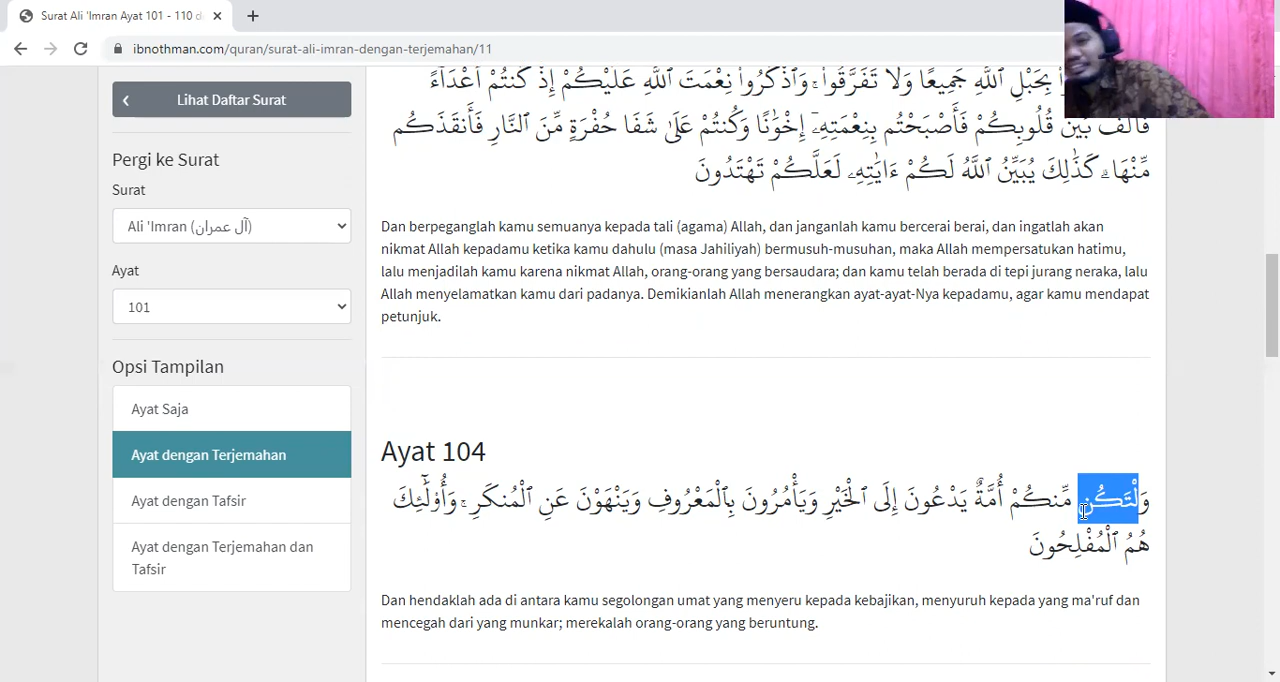 Surat Ali 'Imran Ayat 101 - 110 d
ibnothman.com/quran/surat-ali-imran-dengan-terjemahan/11
Lihat Daftar Surat
Pergi ke Surat
Surat
Ali 'Imran (آل عمران)
Ayat
101
Opsi Tampilan
Ayat Saja
Ayat dengan Terjemahan
Ayat dengan Tafsir
Ayat dengan Terjemahan dan
Tafsir
بِحَبْلِ ٱللَّهِ جَمِيعًا وَلَا تَفَرَّقُوا۟ ۚ وَٱذْكُرُوا۟ نِعْمَتَ ٱللَّهِ عَلَيْكُمْ إِذْ كُنتُمْ أَعْدَآءً
فَأَلَّفَ بَيْنَ قُلُوبِكُمْ فَأَصْبَحْتُم بِنِعْمَتِهِۦٓ إِخْوَٰنًا وَكُنتُمْ عَلَىٰ شَفَا حُفْرَةٍ مِّنَ ٱلنَّارِ فَأَنقَذَكُم
مِّنْهَا ۗ كَذَٰلِكَ يُبَيِّنُ ٱللَّهُ لَكُمْ ءَايَٰتِهِۦ لَعَلَّكُمْ تَهْتَدُونَ
Dan berpeganglah kamu semuanya kepada tali (agama) Allah, dan janganlah kamu bercerai berai, dan ingatlah akan
nikmat Allah kepadamu ketika kamu dahulu (masa Jahiliyah) bermusuh-musuhan, maka Allah mempersatukan hatimu,
lalu menjadilah kamu karena nikmat Allah, orang-orang yang bersaudara; dan kamu telah berada di tepi jurang neraka, lalu
Allah menyelamatkan kamu dari padanya. Demikianlah Allah menerangkan ayat-ayat-Nya kepadamu, agar kamu mendapat
petunjuk.
Ayat 104
وَلْتَكُن مِّنكُمْ أُمَّةٌ يَدْعُونَ إِلَى ٱلْخَيْرِ وَيَأْمُرُونَ بِٱلْمَعْرُوفِ وَيَنْهَوْنَ عَنِ ٱلْمُنكَرِ ۚ وَأُو۟لَٰٓئِكَ
هُمُ ٱلْمُفْلِحُونَ
Dan hendaklah ada di antara kamu segolongan umat yang menyeru kepada kebajikan, menyuruh kepada yang ma'ruf dan
mencegah dari yang munkar; merekalah orang-orang yang beruntung.